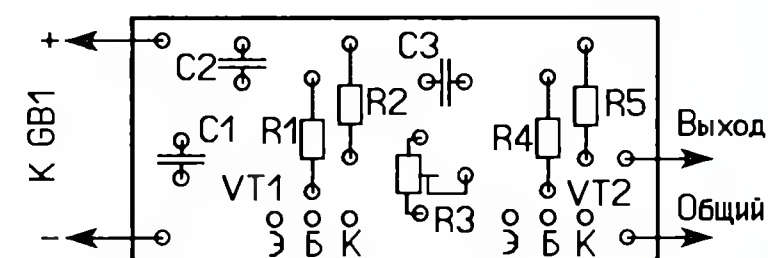 +
К GB1
−
C2
C1
R1
R2
C3
VT1
R3
R4
R5
VT2
Э Б К
Э Б К
Выход
Общий